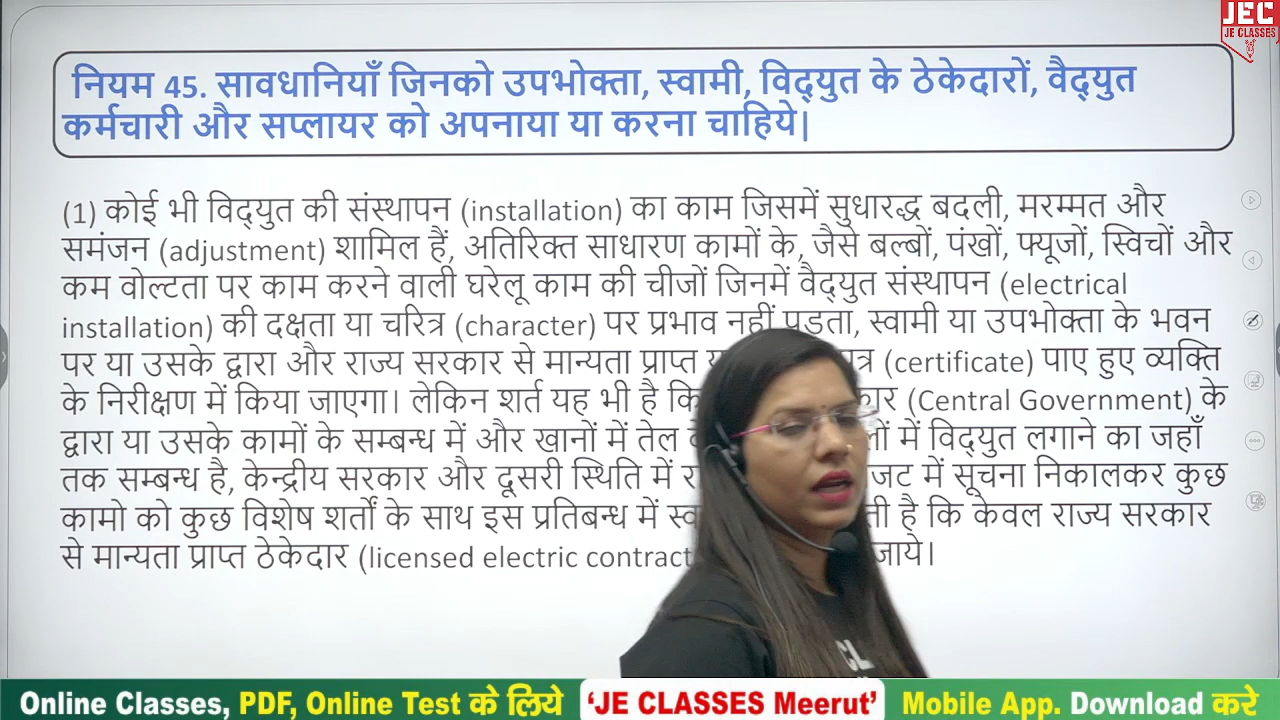 JEC
JE CLASSES
नियम 45. सावधानियाँ जिनको उपभोक्ता, स्वामी, विद्युत के ठेकेदारों, वैद्युत
कर्मचारी और सप्लायर को अपनाया या करना चाहिये|
(1) कोई भी विद्युत की संस्थापन (installation) का काम जिसमें सुधारद्ध बदली, मरम्मत और
समंजन (adjustment) शामिल हैं, अतिरिक्त साधारण कामों के, जैसे बल्बों, पंखों, फ्यूजों, स्विचों और
कम वोल्टता पर काम करने वाली घरेलू काम की चीजों जिनमें वैद्युत संस्थापन (electrical
installation) की दक्षता या चरित्र (character) पर प्रभाव नहीं पड़ता, स्वामी या उपभोक्ता के भवन
पर या उसके द्वारा और राज्य सरकार से मान्यता प्राप्त (certificate) पाए हुए व्यक्ति
के निरीक्षण में किया जाएगा। लेकिन शर्त यह भी है कि (Central Government) के
द्वारा या उसके कामों के सम्बन्ध में और खानों में तेल में विद्युत लगाने का जहाँ
तक सम्बन्ध है, केन्द्रीय सरकार और दूसरी स्थिति में में सूचना निकालकर कुछ
कामो को कुछ विशेष शर्तों के साथ इस प्रतिबन्ध में है कि केवल राज्य सरकार
से मान्यता प्राप्त ठेकेदार (licensed electric जाये।
Online Classes, PDF, Online Test के लिये 'JE CLASSES Meerut' Mobile App. Download करे